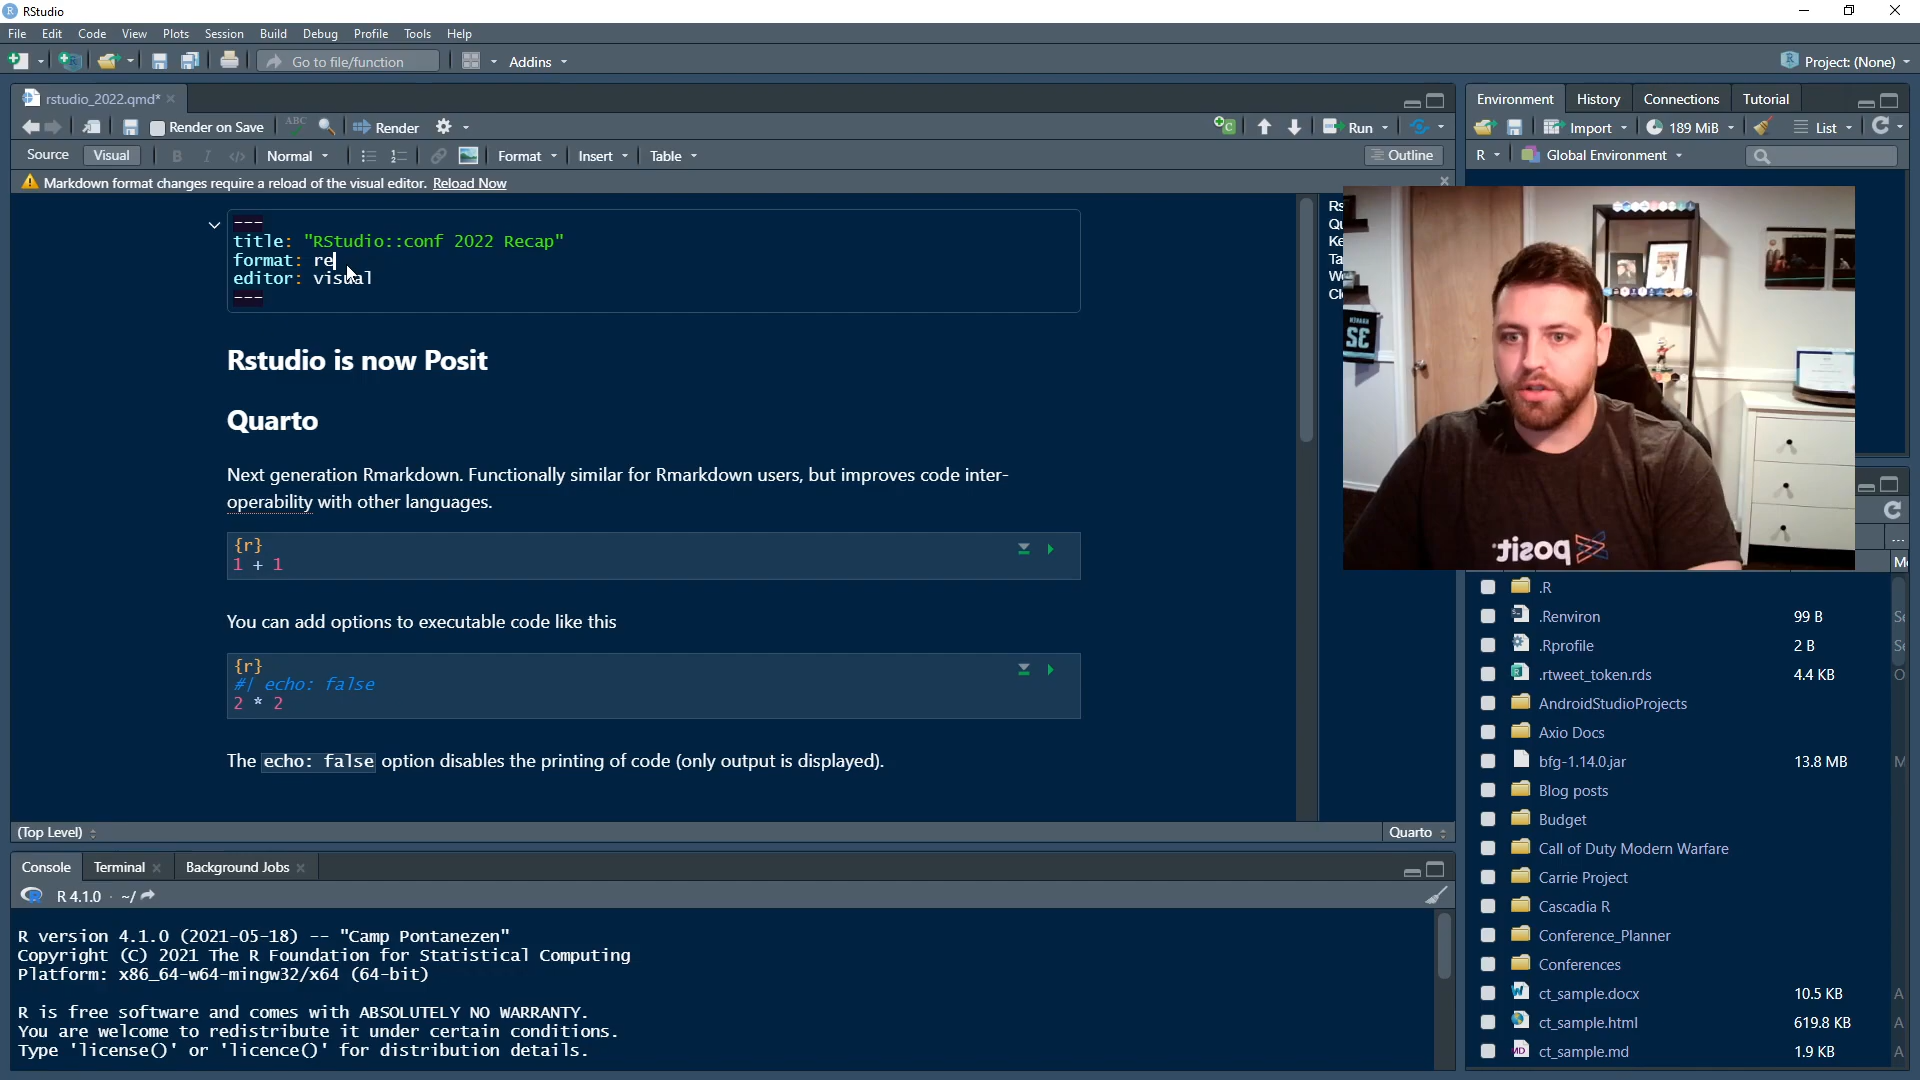 RStudio
File Edit Code View Plots Session Build Debug Profile Tools Help
Go to file/function Addins Project: (None)
rstudio_2022.qmd*
Render on Save ABC Render Run
Source Visual B I </> Normal Format Insert Table Outline
Markdown format changes require a reload of the visual editor. Reload Now
---
title: "RStudio::conf 2022 Recap"
format: re
editor: visual
---
Rstudio is now Posit
Quarto
Next generation Rmarkdown. Functionally similar for Rmarkdown users, but improves code inter-
operability with other languages.
{r}
1 + 1
You can add options to executable code like this
{r}
#| echo: false
2 * 2
The echo: false option disables the printing of code (only output is displayed).
(Top Level) Quarto
Console Terminal Background Jobs
R 4.1.0 · ~/
R version 4.1.0 (2021-05-18) -- "Camp Pontanezen"
Copyright (C) 2021 The R Foundation for Statistical Computing
Platform: x86_64-w64-mingw32/x64 (64-bit)
R is free software and comes with ABSOLUTELY NO WARRANTY.
You are welcome to redistribute it under certain conditions.
Type 'license()' or 'licence()' for distribution details.
Environment History Connections Tutorial
Import 189 MiB List
R Global Environment
32
posit
.R
.Renviron 99 B
.Rprofile 2 B
.rtweet_token.rds 4.4 KB
AndroidStudioProjects
Axio Docs
bfg-1.14.0.jar 13.8 MB
Blog posts
Budget
Call of Duty Modern Warfare
Carrie Project
Cascadia R
Conference_Planner
Conferences
ct_sample.docx 10.5 KB
ct_sample.html 619.8 KB
ct_sample.md 1.9 KB